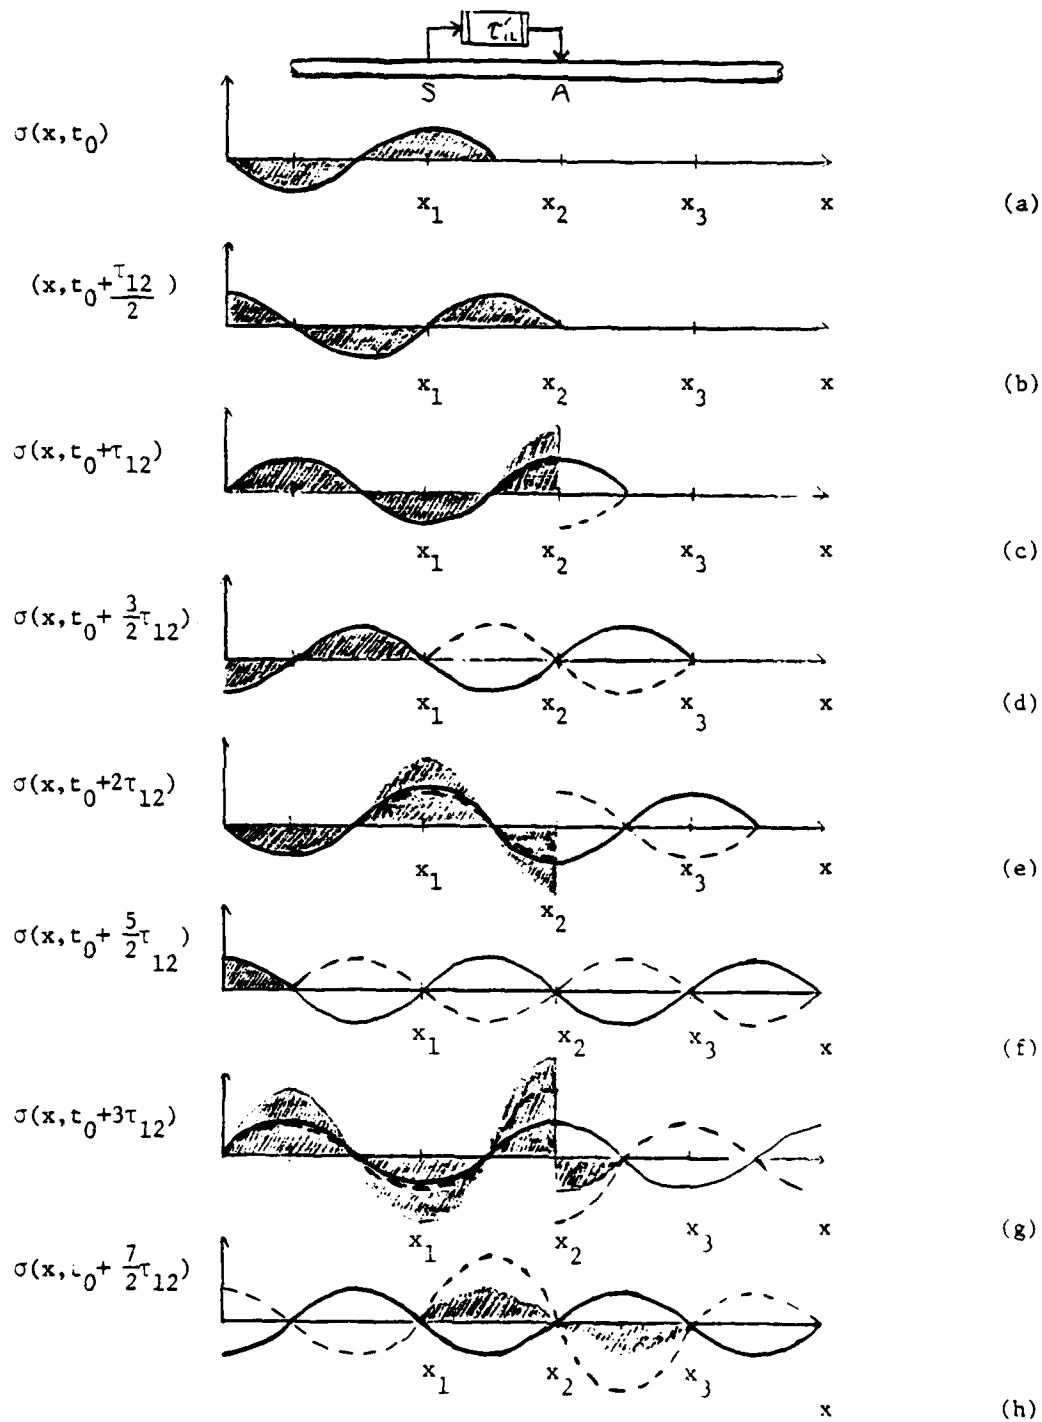 τ'12
S A
σ(x,t0)
x1 x2 x3 x (a)
(x,t0+τ12/2 )
x1 x2 x3 x (b)
σ(x,t0+τ12)
x1 x2 x3 x (c)
σ(x,t0+ 3/2τ12)
x1 x2 x3 x (d)
σ(x,t0+2τ12)
x1 x2 x3 x (e)
σ(x,t0+ 5/2τ12)
x1 x2 x3 x (f)
σ(x,t0+3τ12)
x1 x2 x3 x (g)
σ(x,t0+ 7/2τ12)
x1 x2 x3 x (h)